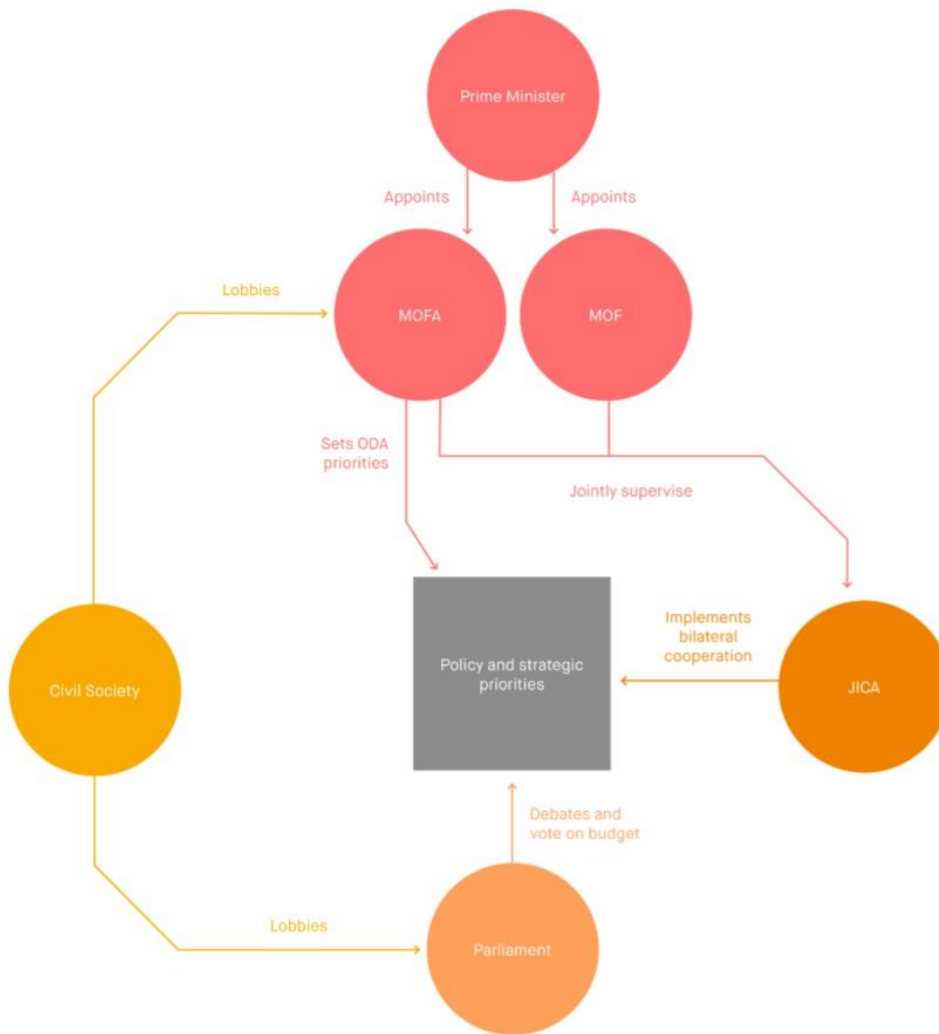 Prime Minister
Appoints
Appoints
Lobbies
MOFA
MOF
Sets ODA
priorities
Jointly supervise
Implements
bilateral
cooperation
Policy and strategic
priorities
Civil Society
JICA
Debates and
vote on budget
Lobbies
Parliament